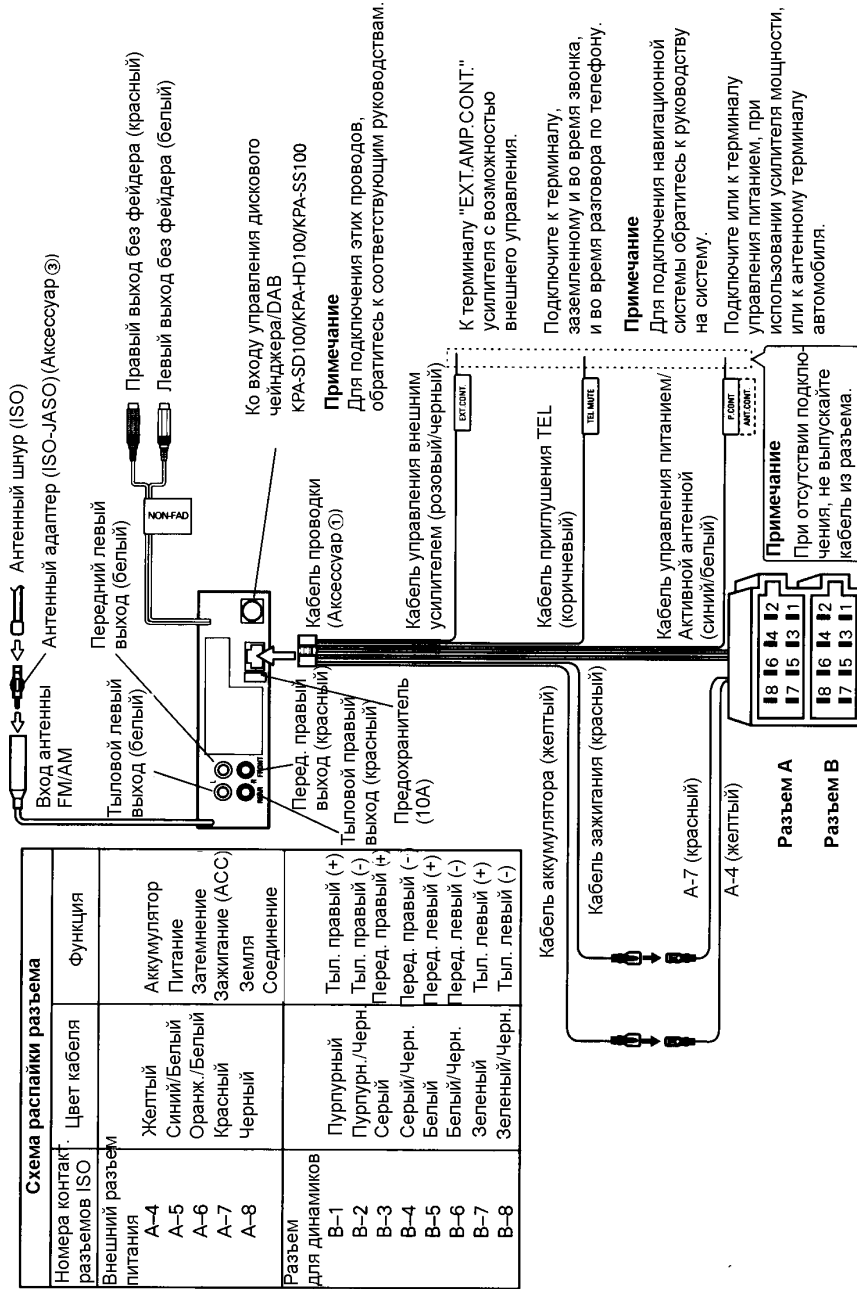 Схема распайки разъема
Номера контакт. разъемов ISO
Цвет кабеля
Функция
Внешний разъем питания
A–4 Желтый Аккумулятор
A–5 Синий/Белый Питание
A–6 Оранж./Белый Затемнение
A–7 Красный Зажигание (ACC)
A–8 Черный Земля
Соединение
Разъем
для динамиков
B–1 Пурпурный Тыл. правый (+)
B–2 Пурпурн./Черн. Тыл. правый (-)
B–3 Серый Перед. правый (+)
B–4 Серый/Черн. Перед. правый (-)
B–5 Белый Перед. левый (+)
B–6 Белый/Черн. Перед. левый (-)
B–7 Зеленый Тыл. левый (+)
B–8 Зеленый/Черн. Тыл. левый (-)
Антенный шнур (ISO)
Антенный адаптер (ISO-JASO) (Аксессуар ③)
Вход антенны
FM/AM
Передний левый
выход (белый)
Тыловой левый
выход (белый)
NON-FAD
Правый выход без фейдера (красный)
Левый выход без фейдера (белый)
L
R
REAR FRONT
Перед. правый
выход (красный)
Тыловой правый
выход (красный)
Предохранитель
(10А)
Ко входу управления дискового
чейнджера/DAB
KPA-SD100/KPA-HD100/KPA-SS100
Примечание
Для подключения этих проводов,
обратитесь к соответствующим руководствам.
Кабель проводки
(Аксессуар ①)
Кабель управления внешним
усилителем (розовый/черный)
EXT.CONT.
К терминалу "EXT.AMP.CONT."
усилителя с возможностью
внешнего управления.
Кабель приглушения TEL
(коричневый)
TEL MUTE
Подключите к терминалу,
заземленному и во время звонка,
и во время разговора по телефону.
Примечание
Для подключения навигационной
системы обратитесь к руководству
на систему.
Кабель управления питанием/
Активной антенной
(синий/белый)
P.CONT
ANT.CONT
Подключите или к терминалу
управления питанием, при
использовании усилителя мощности,
или к антенному терминалу
автомобиля.
Примечание
При отсутствии подклю-
чения, не выпускайте
кабель из разъема.
Кабель аккумулятора (желтый)
Кабель зажигания (красный)
A–7 (красный)
A–4 (желтый)
Разъем A
Разъем B
8 6 4 2
7 5 3 1
8 6 4 2
7 5 3 1